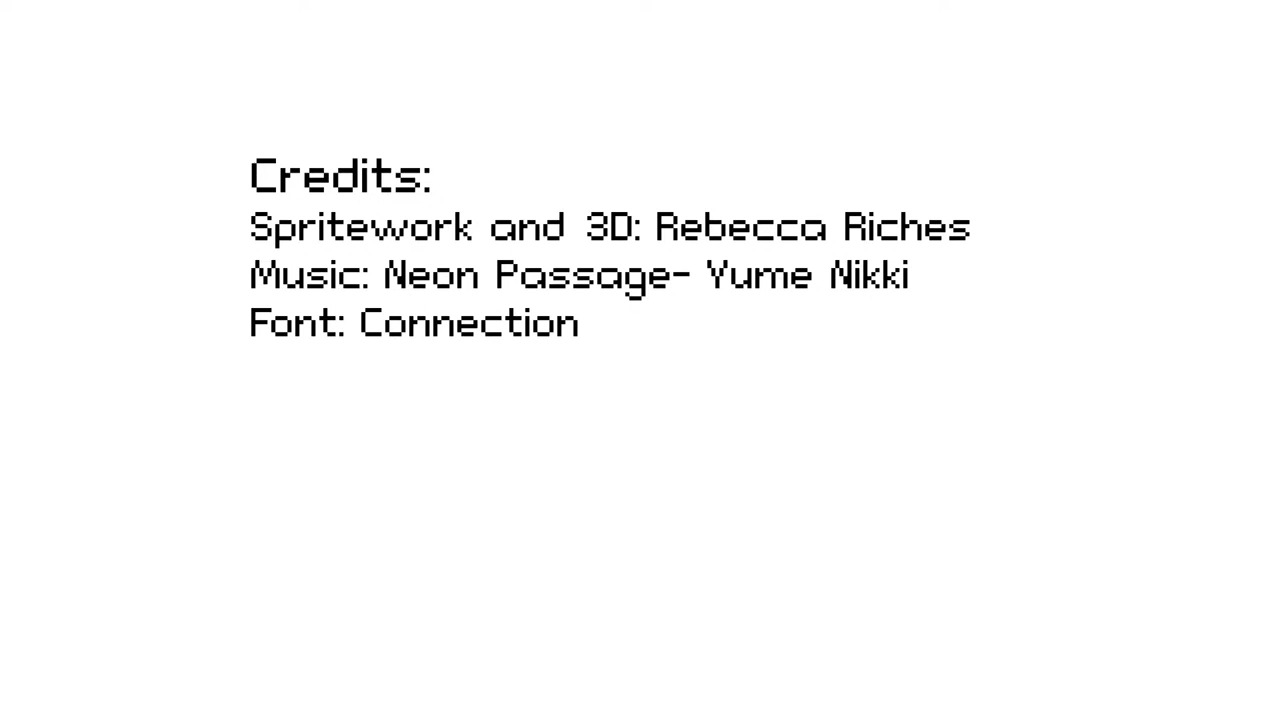 Credits:
Spritework and 3D: Rebecca Riches
Music: Neon Passage- Yume Nikki
Font: Connection